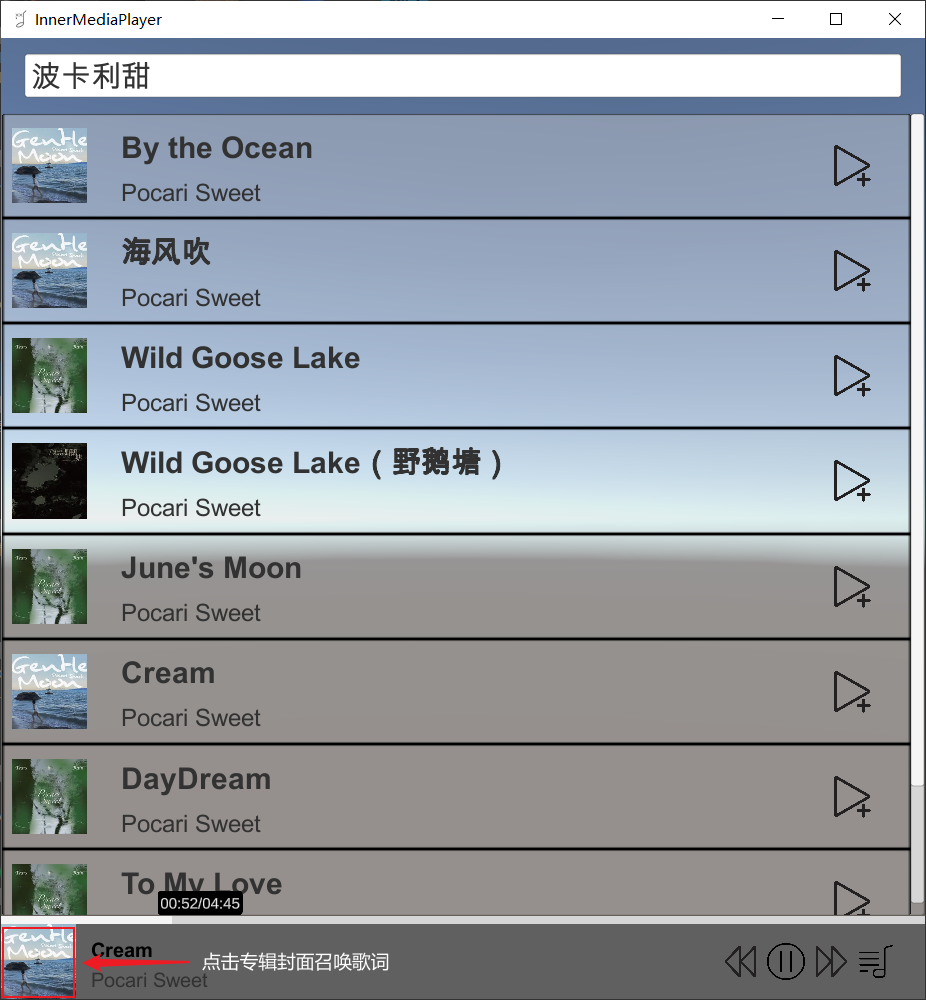 InnerMediaPlayer
波卡利甜
Gentle
Moon
By the Ocean
Pocari Sweet
Gentle
Moon
海风吹
Pocari Sweet
Wild Goose Lake
Pocari Sweet
Wild Goose Lake（野鹅塘）
Pocari Sweet
June's Moon
Pocari Sweet
Gentle
Moon
Cream
Pocari Sweet
DayDream
Pocari Sweet
To My Love
00:52/04:45
Gentle
Moon
Cream
点击专辑封面召唤歌词
Pocari Sweet